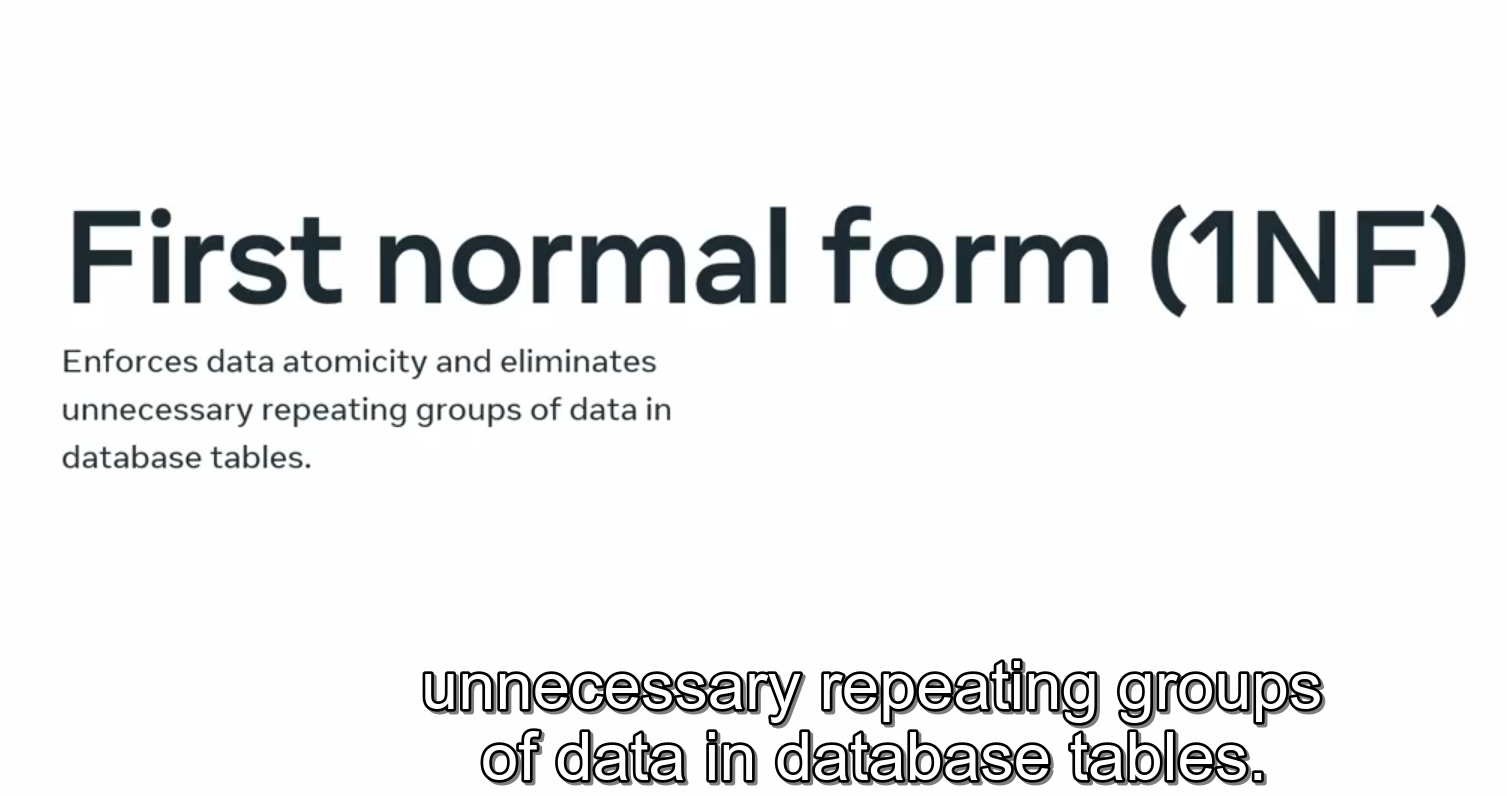 First normal form (1NF)
Enforces data atomicity and eliminates
unnecessary repeating groups of data in
database tables.
unnecessary repeating groups
of data in database tables.